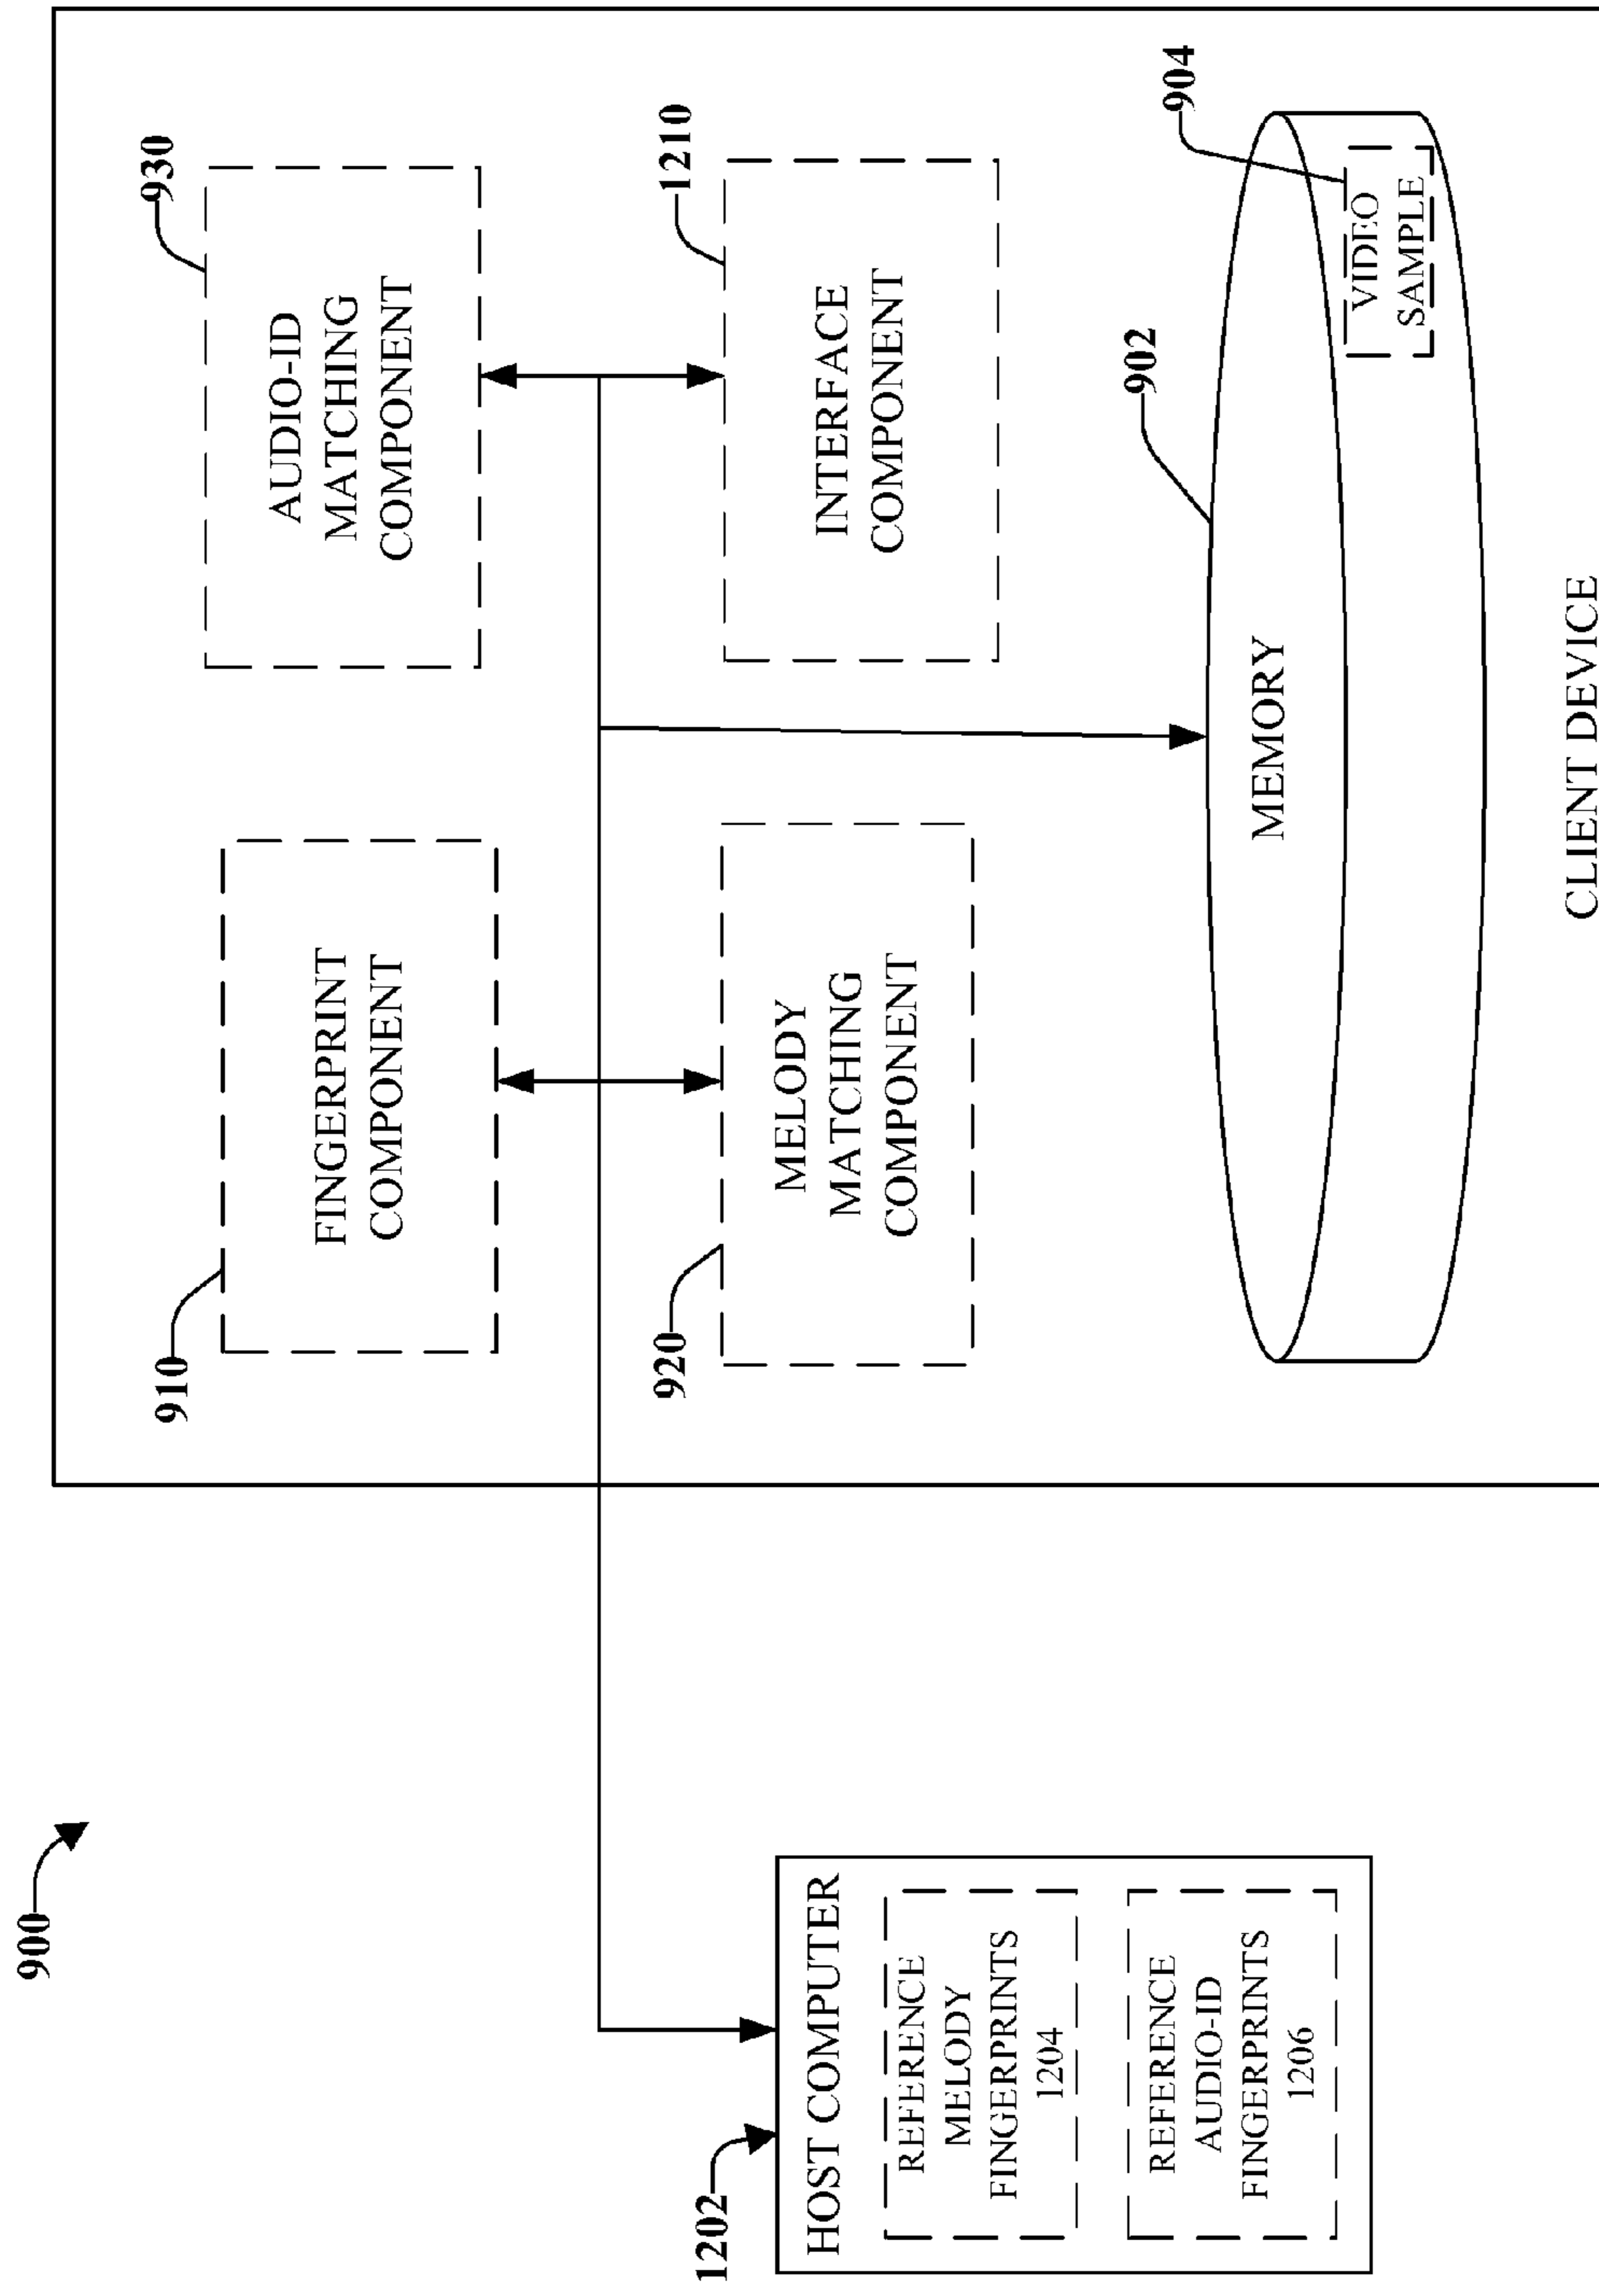 900
1202
HOST COMPUTER
REFERENCE
MELODY
FINGERPRINTS
1204
REFERENCE
AUDIO-ID
FINGERPRINTS
1206
910
FINGERPRINT
COMPONENT
930
AUDIO-ID
MATCHING
COMPONENT
920
MELODY
MATCHING
COMPONENT
1210
INTERFACE
COMPONENT
902
904
MEMORY
VIDEO
SAMPLE
CLIENT DEVICE